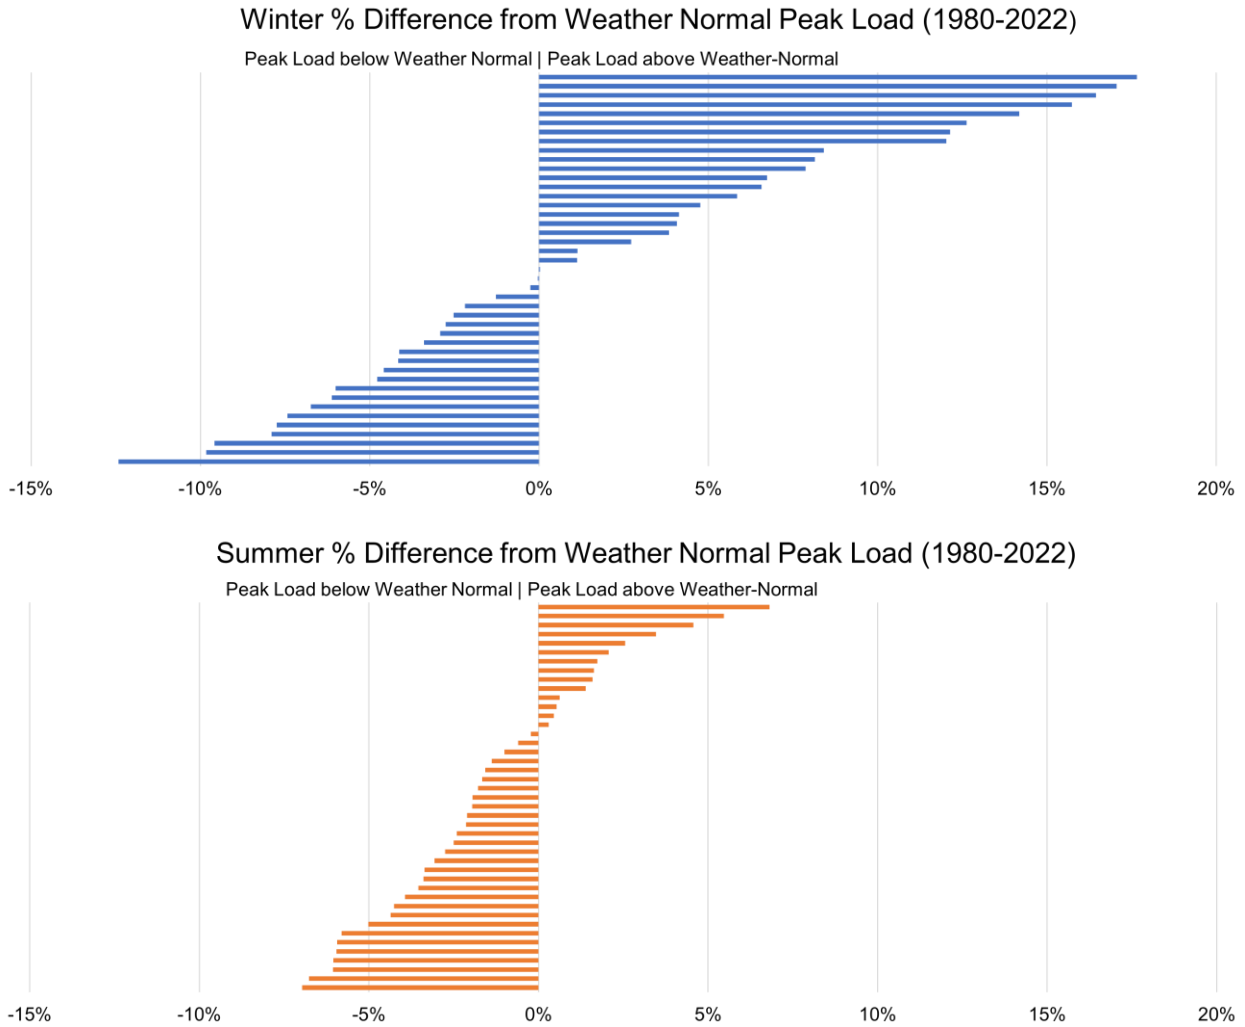 Winter % Difference from Weather Normal Peak Load (1980-2022)
Peak Load below Weather Normal | Peak Load above Weather-Normal
-15% -10% -5% 0% 5% 10% 15% 20%
Summer % Difference from Weather Normal Peak Load (1980-2022)
Peak Load below Weather Normal | Peak Load above Weather-Normal
-15% -10% -5% 0% 5% 10% 15% 20%